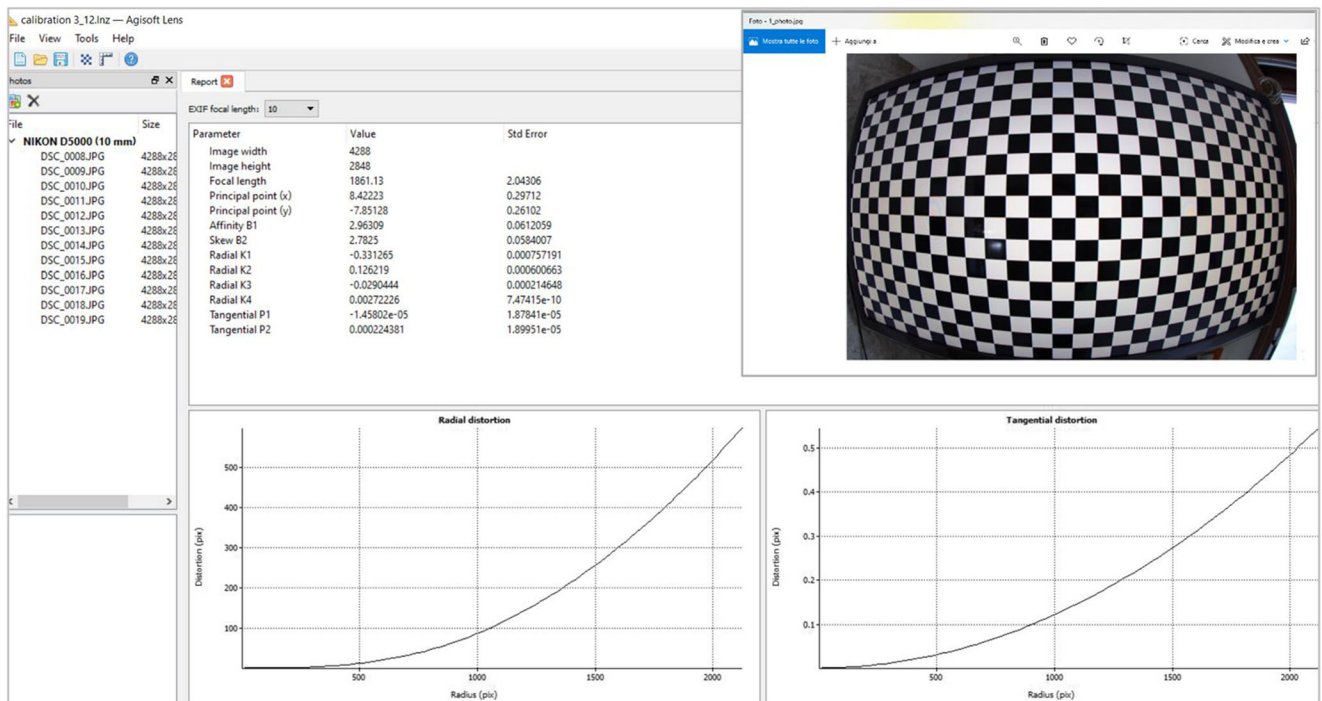 calibration 3_12.lnz — Agisoft Lens
File View Tools Help
hotos
File Size
NIKON D5000 (10 mm)
DSC_0008.JPG 4288x28
DSC_0009.JPG 4288x28
DSC_0010.JPG 4288x28
DSC_0011.JPG 4288x28
DSC_0012.JPG 4288x28
DSC_0013.JPG 4288x28
DSC_0014.JPG 4288x28
DSC_0015.JPG 4288x28
DSC_0016.JPG 4288x28
DSC_0017.JPG 4288x28
DSC_0018.JPG 4288x28
DSC_0019.JPG 4288x28
Report
EXIF focal length: 10
Parameter Value Std Error
Image width 4288
Image height 2848
Focal length 1861.13 2.04306
Principal point (x) 8.42223 0.29712
Principal point (y) -7.85128 0.26102
Affinity B1 2.96309 0.0612059
Skew B2 2.7825 0.0584007
Radial K1 -0.331265 0.000757191
Radial K2 0.126219 0.000600663
Radial K3 -0.0290444 0.000214648
Radial K4 0.00272226 7.47415e-10
Tangential P1 -1.45802e-05 1.87841e-05
Tangential P2 0.000224381 1.89951e-05
Foto - 1_photo.jpg
Mostra tutte le foto + Aggiungi a Cerca Modifica e crea
Radial distortion
Distortion (pix)
500
400
300
200
100
500 1000 1500 2000
Radius (pix)
Tangential distortion
Distortion (pix)
0.5
0.4
0.3
0.2
0.1
500 1000 1500 2000
Radius (pix)